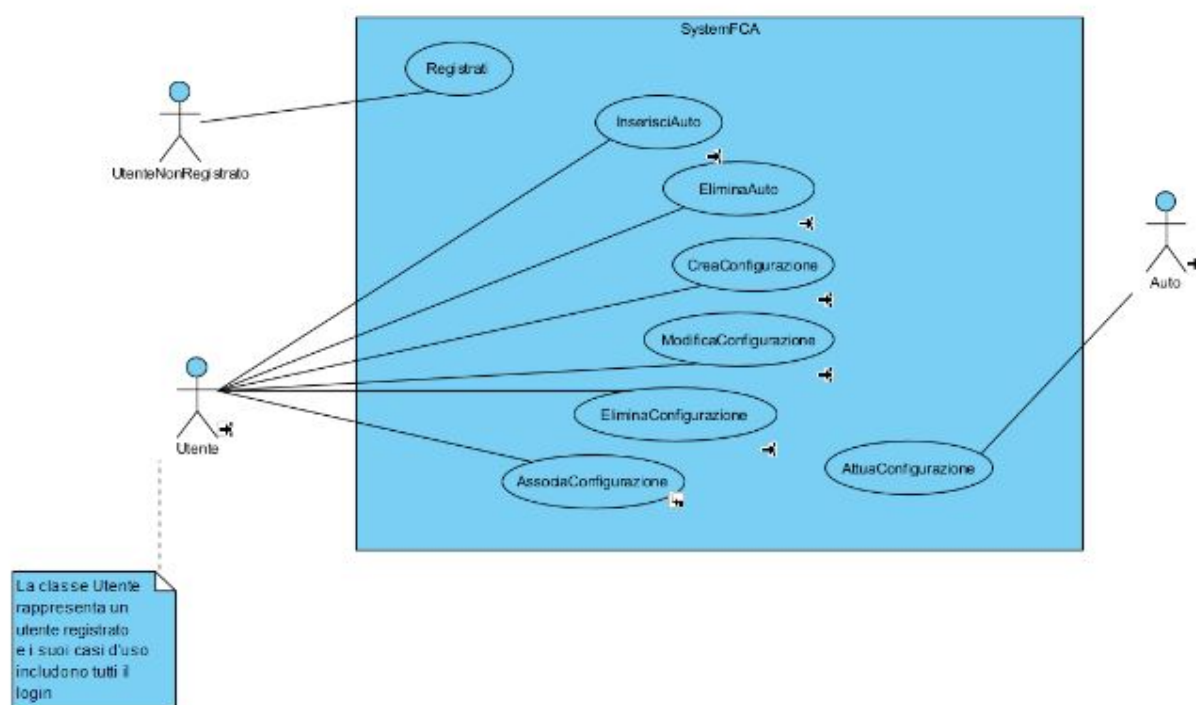 SystemFCA
Registrati
UtenteNonRegistrato
InserisciAuto
EliminaAuto
CreaConfigurazione
ModificaConfigurazione
EliminaConfigurazione
AssociaConfigurazione
AttuaConfigurazione
Auto
Utente
La classe Utente
rappresenta un
utente registrato
e i suoi casi d'uso
includono tutti il
login